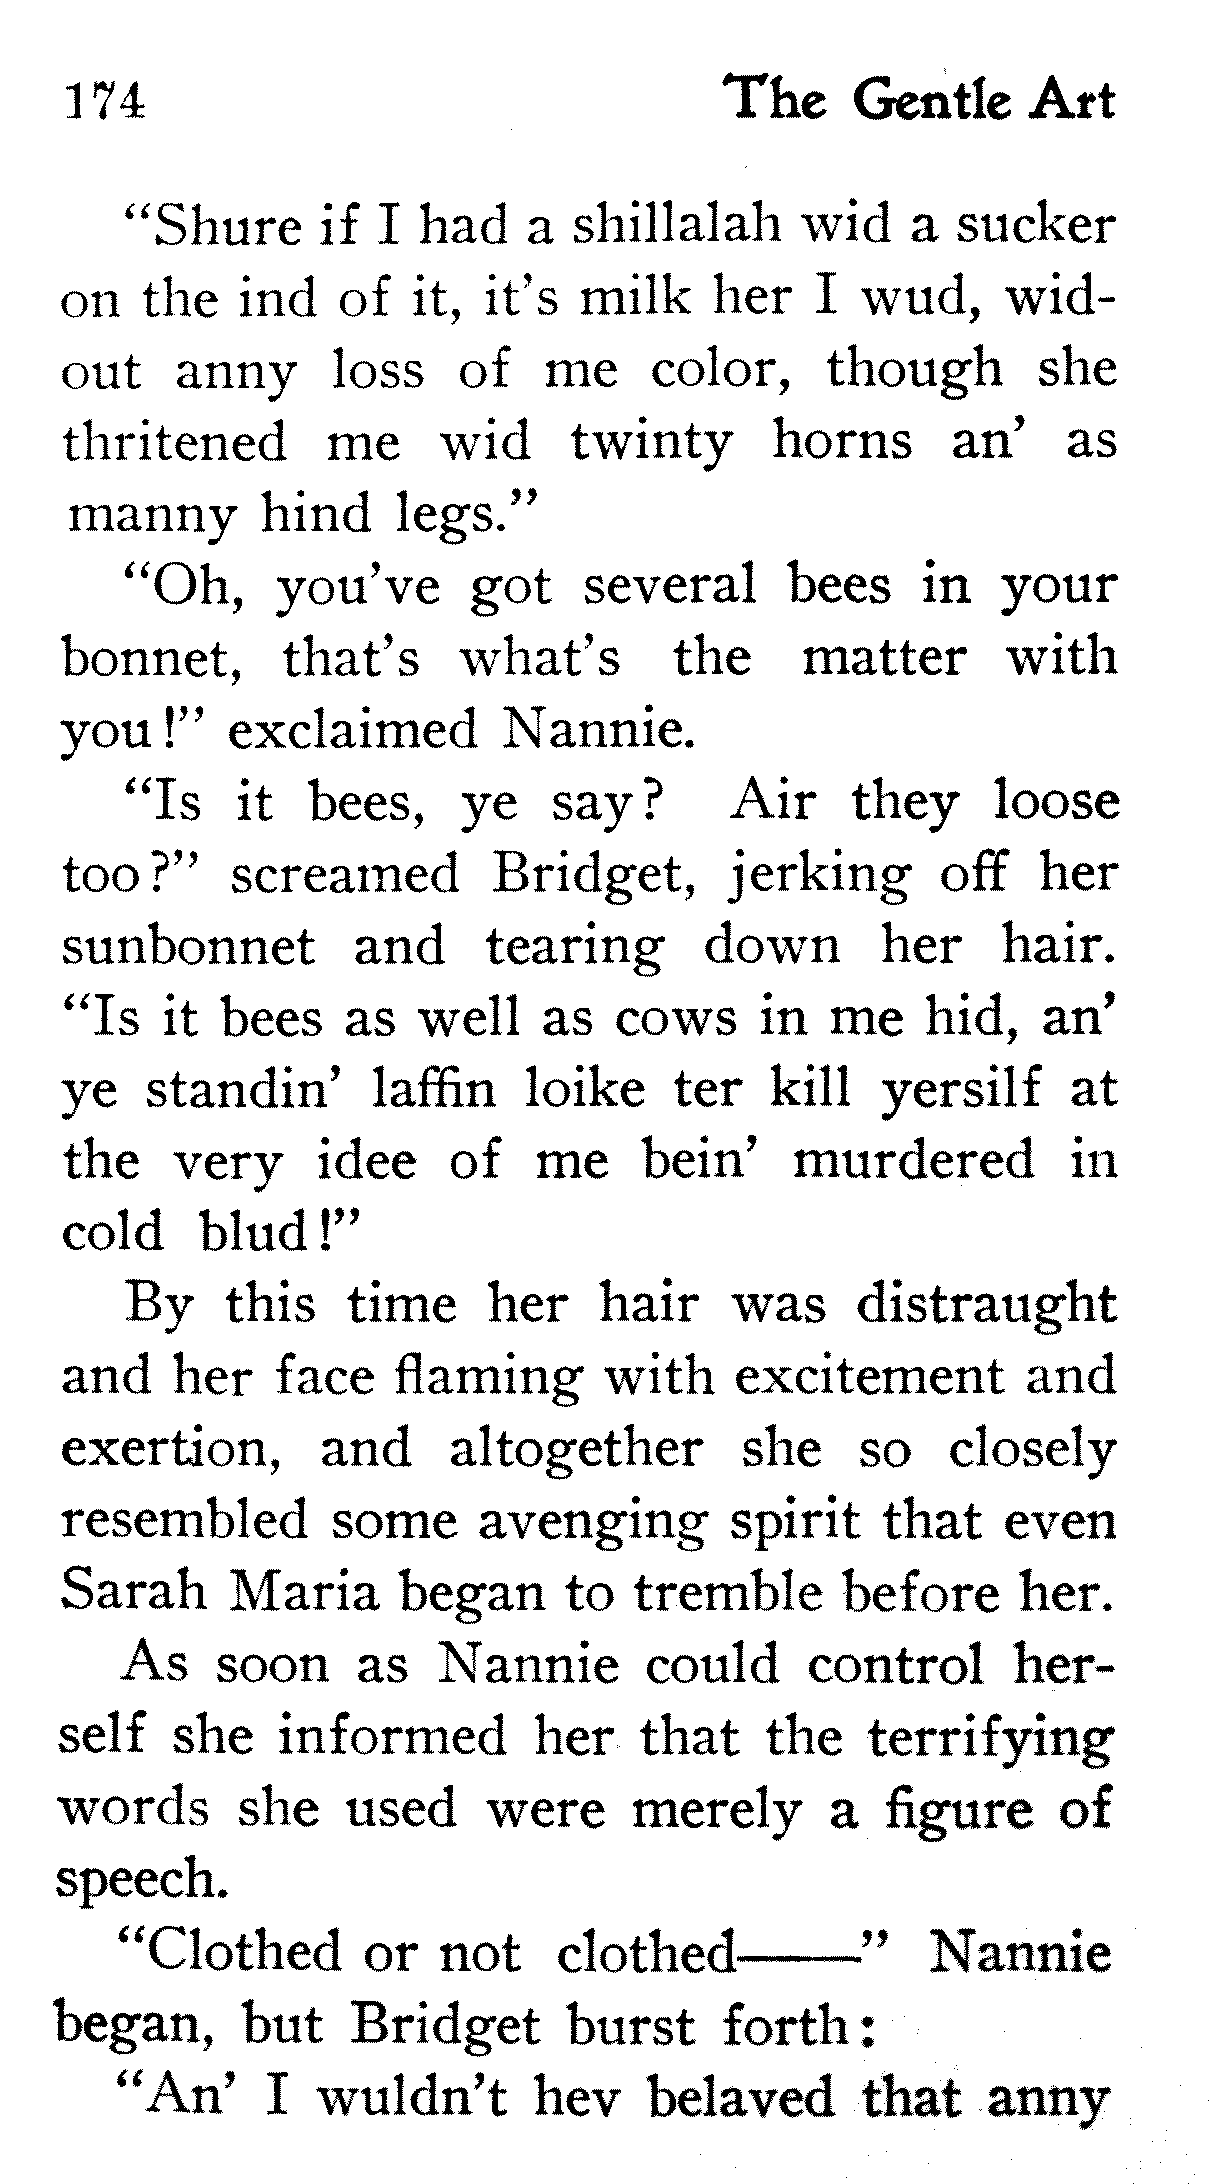 174 The Gentle Art
“Shure if I had a shillalah wid a sucker
on the ind of it, it’s milk her I wud, wid-
out anny loss of me color, though she
thritened me wid twinty horns an’ as
manny hind legs.”
“Oh, you’ve got several bees in your
bonnet, that’s what’s the matter with
you!” exclaimed Nannie.
“Is it bees, ye say? Air they loose
too?” screamed Bridget, jerking off her
sunbonnet and tearing down her hair.
“Is it bees as well as cows in me hid, an’
ye standin’ laffin loike ter kill yersilf at
the very idee of me bein’ murdered in
cold blud!”
By this time her hair was distraught
and her face flaming with excitement and
exertion, and altogether she so closely
resembled some avenging spirit that even
Sarah Maria began to tremble before her.
As soon as Nannie could control her-
self she informed her that the terrifying
words she used were merely a figure of
speech.
“Clothed or not clothed——” Nannie
began, but Bridget burst forth:
“An’ I wuldn’t hev belaved that anny